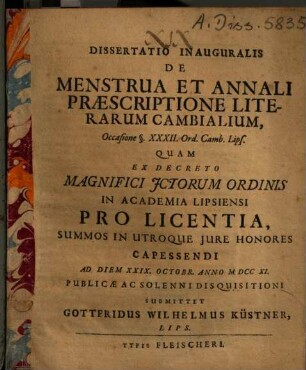 A. Diss. 5835
DISSERTATIO INAUGURALIS
DE
MENSTRUA ET ANNALI
PRÆSCRIPTIONE LITE-
RARUM CAMBIALIUM,
Occasione §. XXXII. Ord. Camb. Lips.
QUAM
EX DECRETO
MAGNIFICI JCTORUM ORDINIS
IN ACADEMIA LIPSIENSI
PRO LICENTIA,
SUMMOS IN UTROQUE JURE HONORES
CAPESSENDI
AD DIEM XXIX. OCTOBR. ANNO M DCC XI.
PUBLICÆ AC SOLENNI DISQUISITIONI
SUBMITTET
GOTTFRIDUS WILHELMUS KÜSTNER,
LIPS.
TYPIS FLEISCHERI.